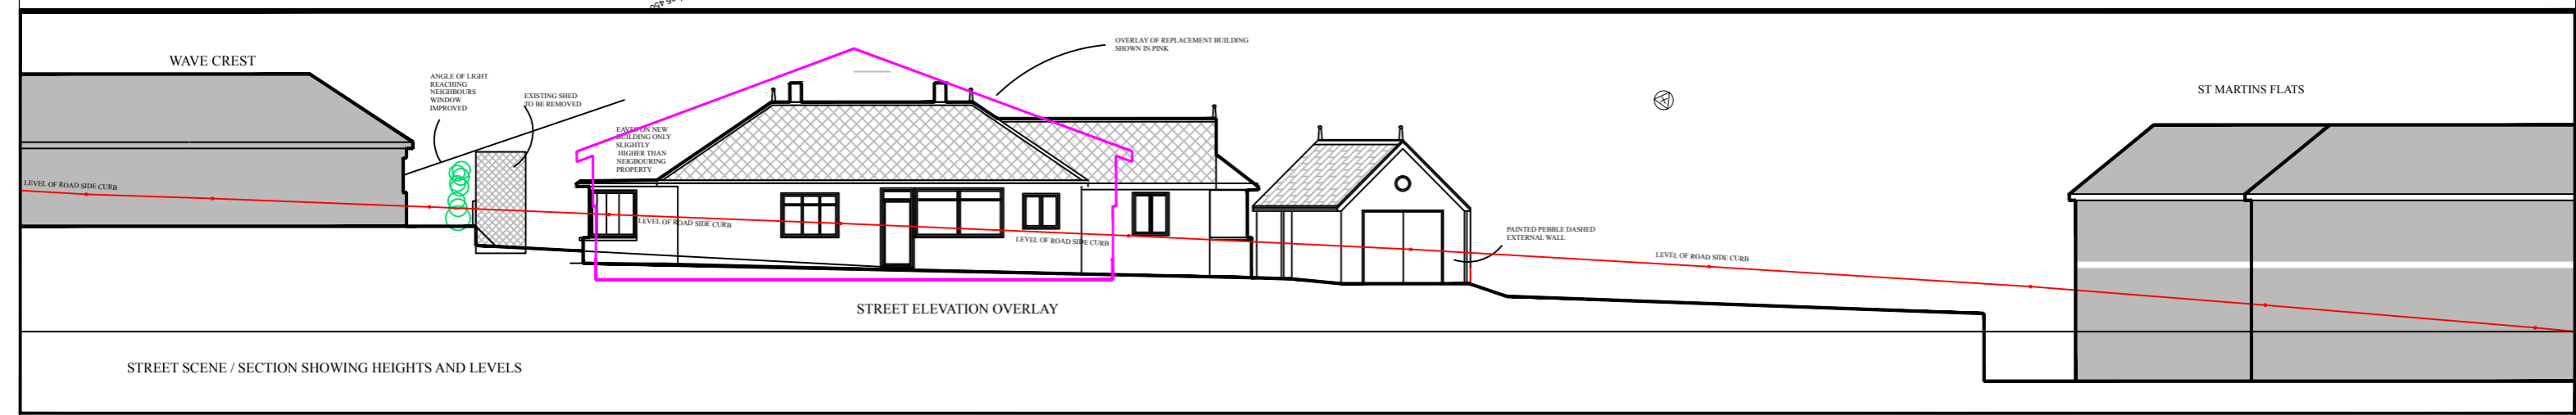 WAVE CREST
ANGLE OF LIGHT
REACHING
NEIGHBOURS
WINDOW
IMPROVED
EXISTING SHED
TO BE REMOVED
EAVES ON NEW
BUILDING ONLY
SLIGHTLY
HIGHER THAN
NEIGBOURING
PROPERTY
OVERLAY OF REPLACEMENT BUILDING
SHOWN IN PINK
ST MARTINS FLATS
LEVEL OF ROAD SIDE CURB
LEVEL OF ROAD SIDE CURB
LEVEL OF ROAD SIDE CURB
PAINTED PEBBLE DASHED
EXTERNAL WALL
LEVEL OF ROAD SIDE CURB
STREET ELEVATION OVERLAY
STREET SCENE / SECTION SHOWING HEIGHTS AND LEVELS